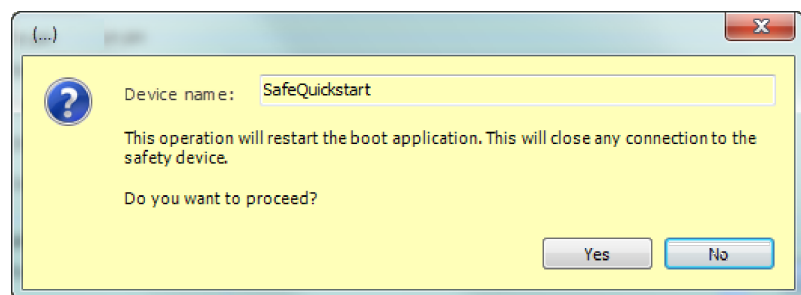 (...)
Device name: SafeQuickstart
This operation will restart the boot application. This will close any connection to the
safety device.
Do you want to proceed?
Yes No